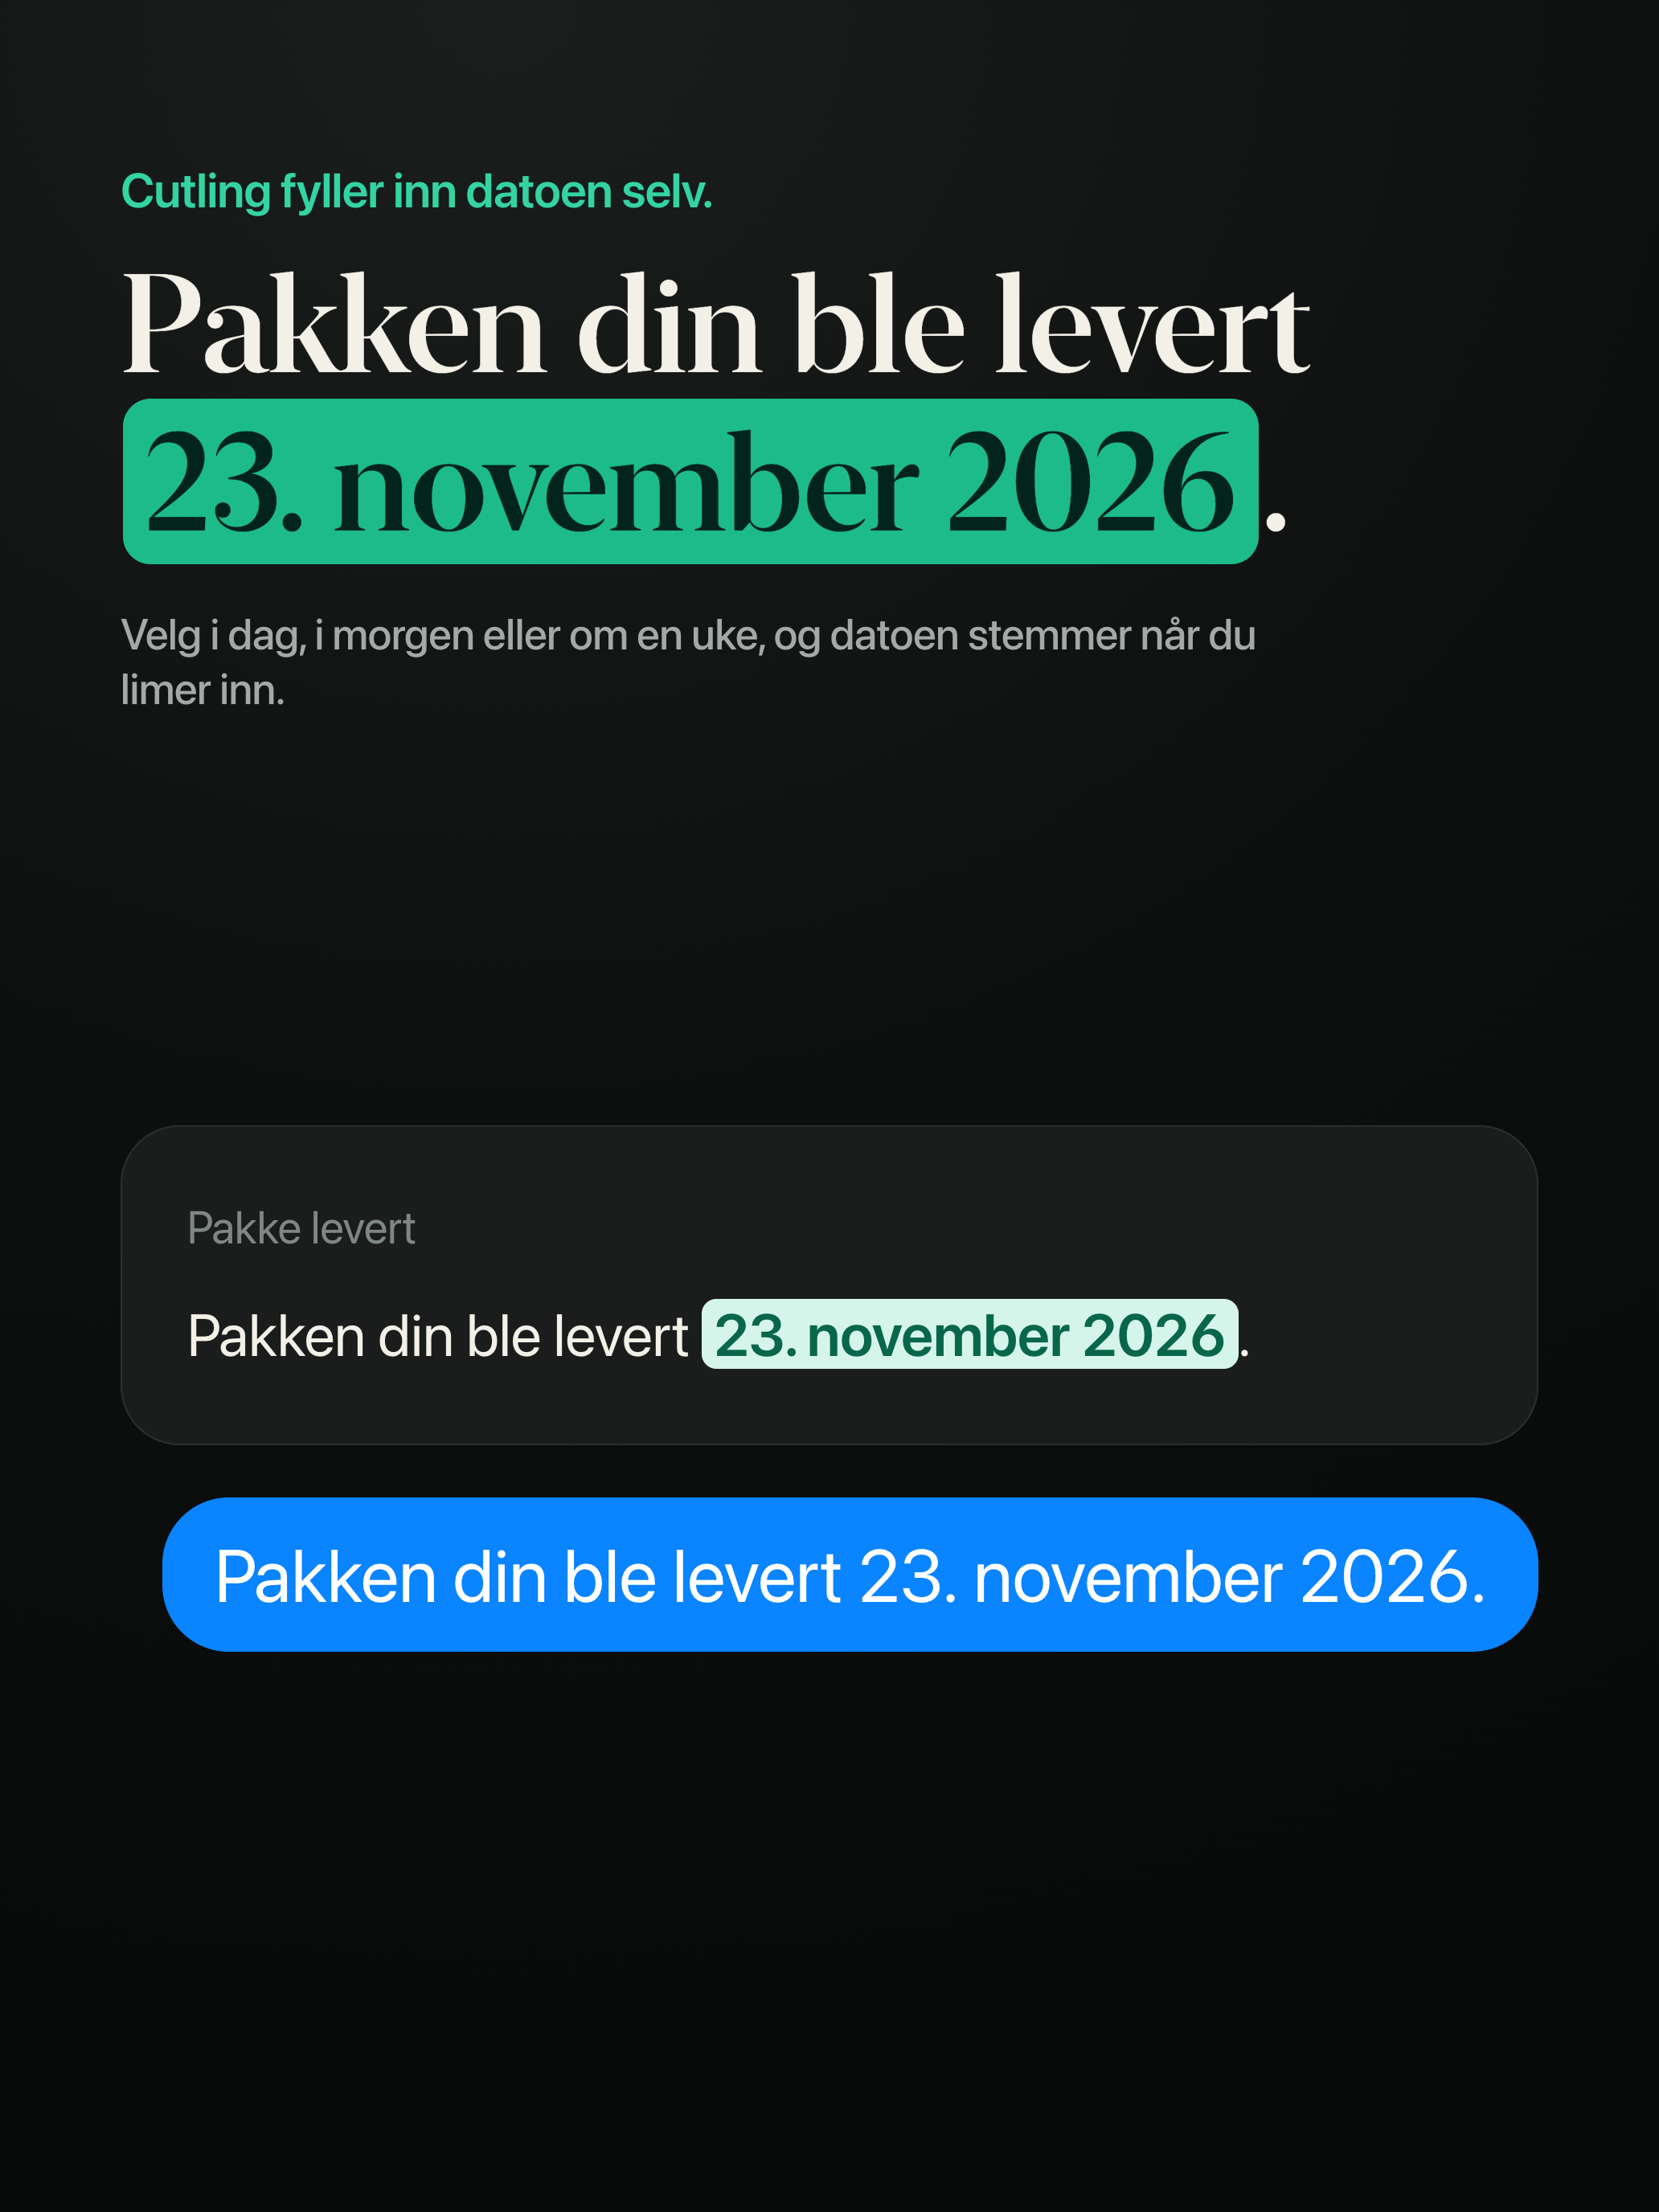 Cutling fyller inn datoen selv.
Pakken din ble levert
23. november 2026.
Velg i dag, i morgen eller om en uke, og datoen stemmer når du
limer inn.
Pakke levert
Pakken din ble levert 23. november 2026.
Pakken din ble levert 23. november 2026.